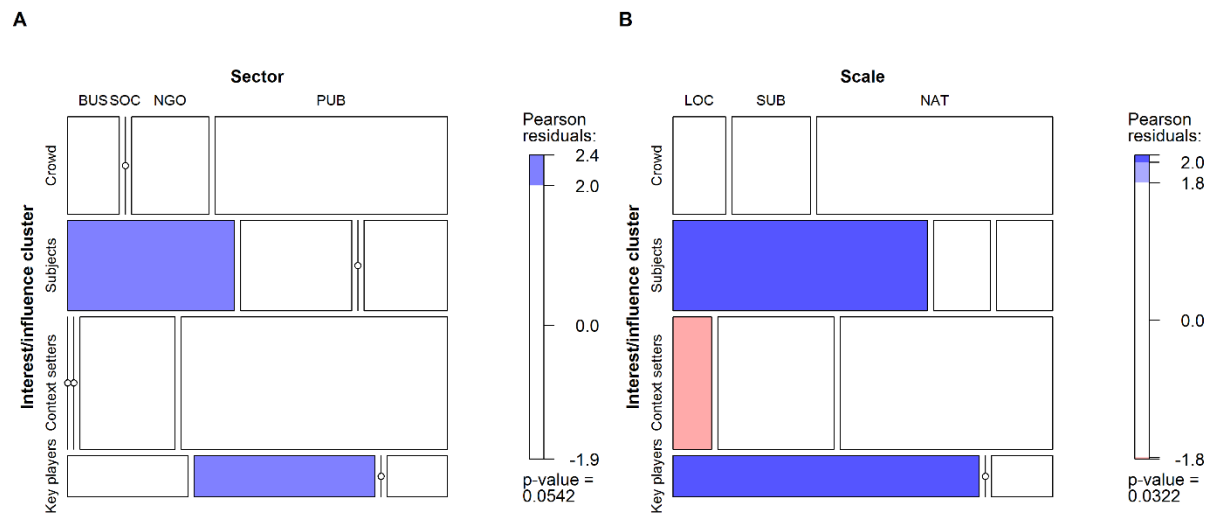 A
Sector
BUS SOC NGO PUB
Interest/influence cluster
Crowd
Subjects
Context setters
Key players
Pearson
residuals:
2.4
2.0
0.0
-1.9
p-value =
0.0542
B
Scale
LOC SUB NAT
Interest/influence cluster
Crowd
Subjects
Context setters
Key players
Pearson
residuals:
2.0
1.8
0.0
-1.8
p-value =
0.0322